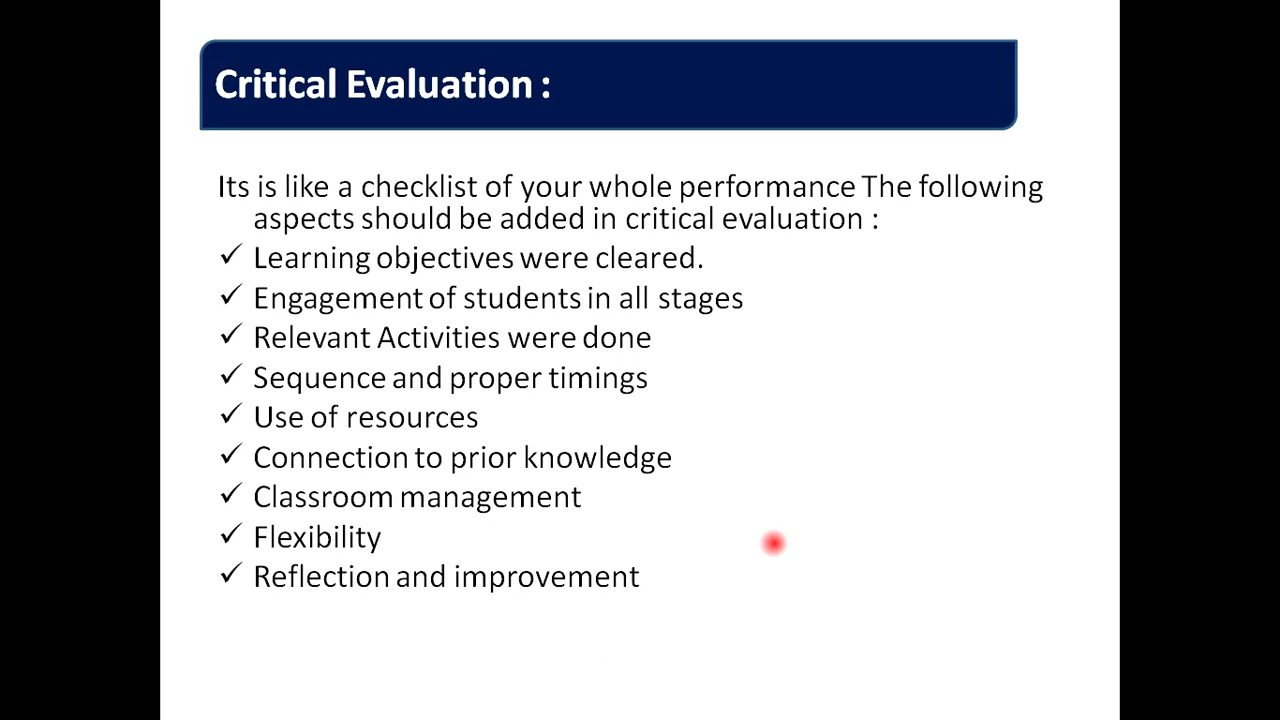 Critical Evaluation :
Its is like a checklist of your whole performance The following
aspects should be added in critical evaluation :
✓ Learning objectives were cleared.
✓ Engagement of students in all stages
✓ Relevant Activities were done
✓ Sequence and proper timings
✓ Use of resources
✓ Connection to prior knowledge
✓ Classroom management
✓ Flexibility
✓ Reflection and improvement